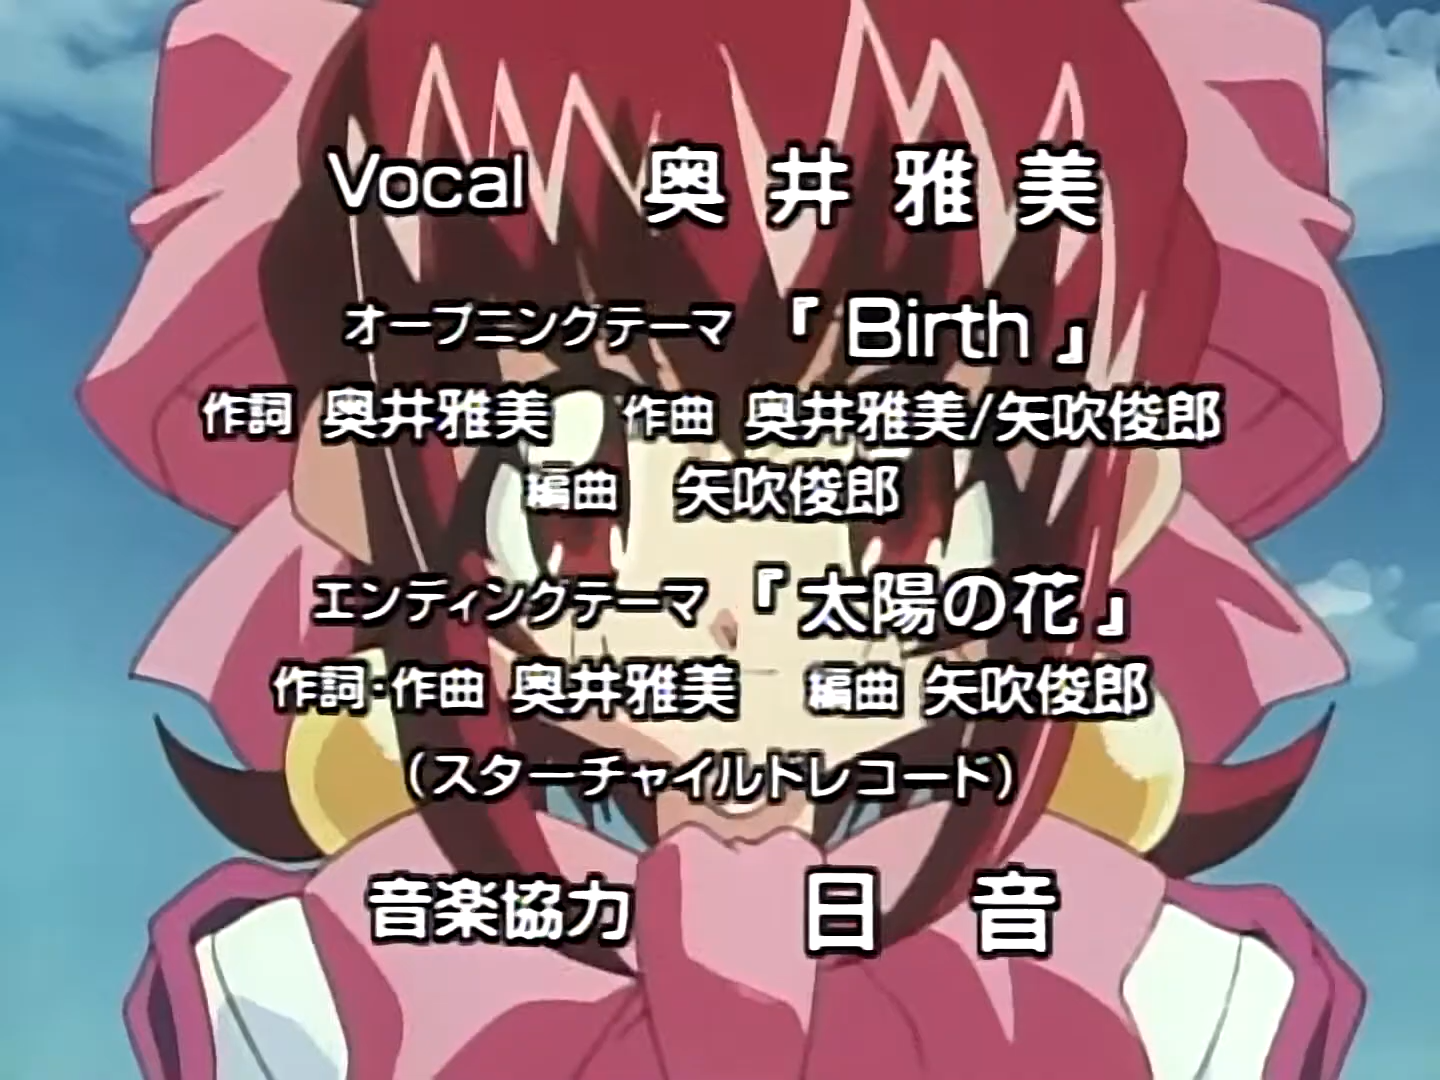 Vocal 奥井雅美
オープニングテーマ 『Birth』
作詞 奥井雅美 作曲 奥井雅美/矢吹俊郎
編曲 矢吹俊郎
エンディングテーマ 『太陽の花』
作詞・作曲 奥井雅美 編曲 矢吹俊郎
(スターチャイルドレコード)
音楽協力 日音